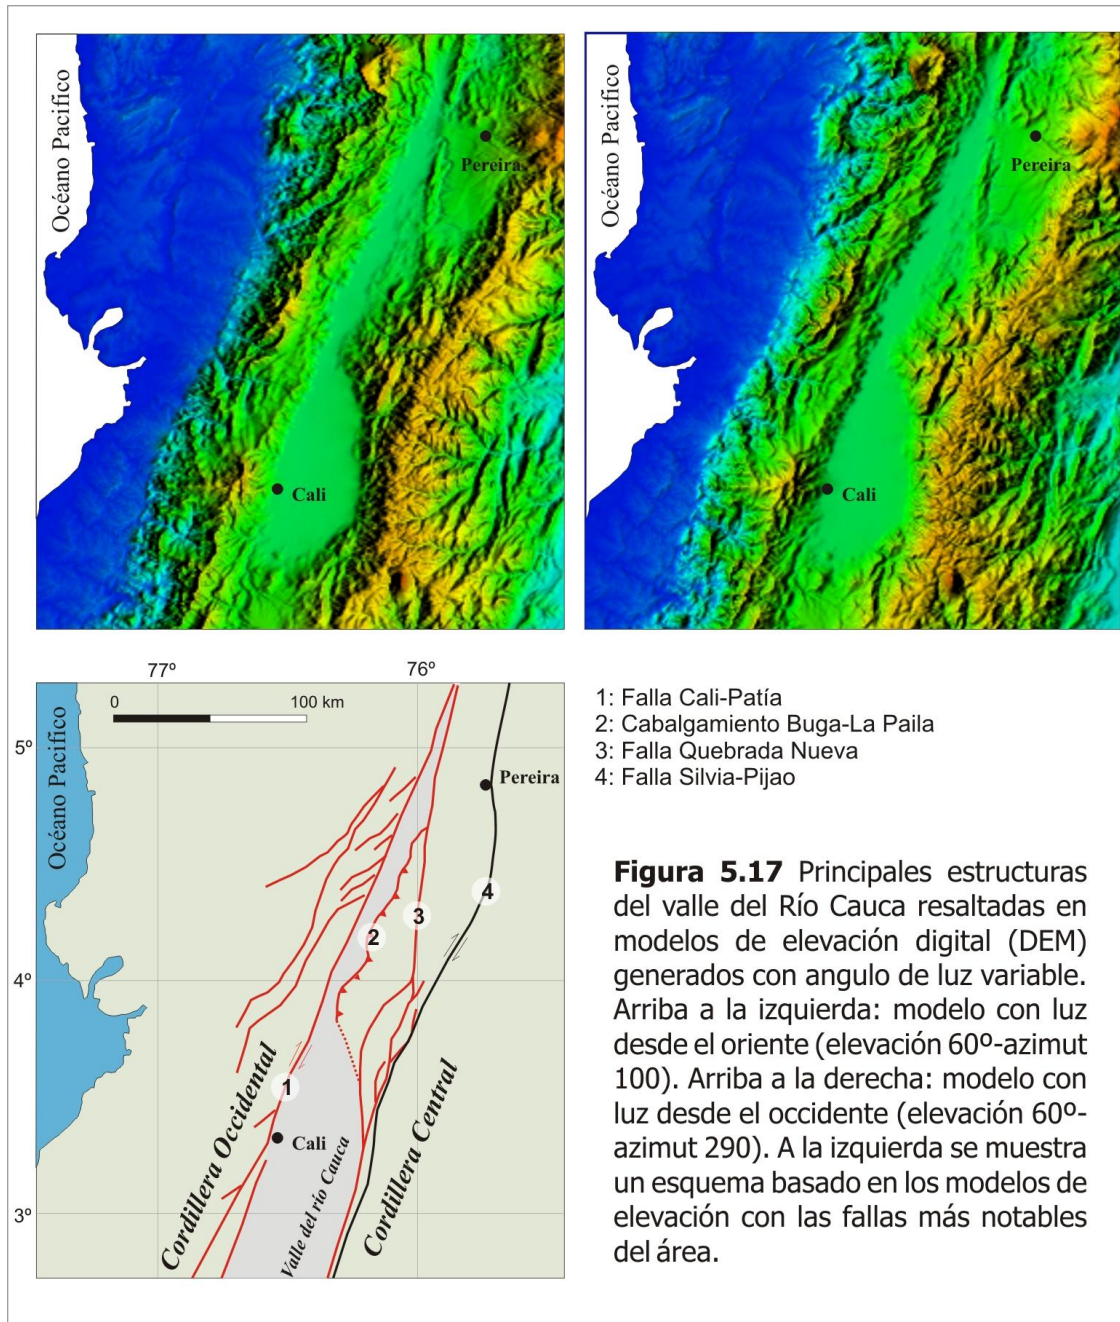 Océano Pacifico
Pereira
Cali
Océano Pacifico
Pereira
Cali
77º
76º
0
100 km
5º
4º
3º
Océano Pacifico
Pereira
4
3
2
1
Cali
Cordillera Occidental
Valle del río Cauca
Cordillera Central
1: Falla Cali-Patía
2: Cabalgamiento Buga-La Paila
3: Falla Quebrada Nueva
4: Falla Silvia-Pijao
Figura 5.17 Principales estructuras
del valle del Río Cauca resaltadas en
modelos de elevación digital (DEM)
generados con angulo de luz variable.
Arriba a la izquierda: modelo con luz
desde el oriente (elevación 60º-azimut
100). Arriba a la derecha: modelo con
luz desde el occidente (elevación 60º-
azimut 290). A la izquierda se muestra
un esquema basado en los modelos de
elevación con las fallas más notables
del área.